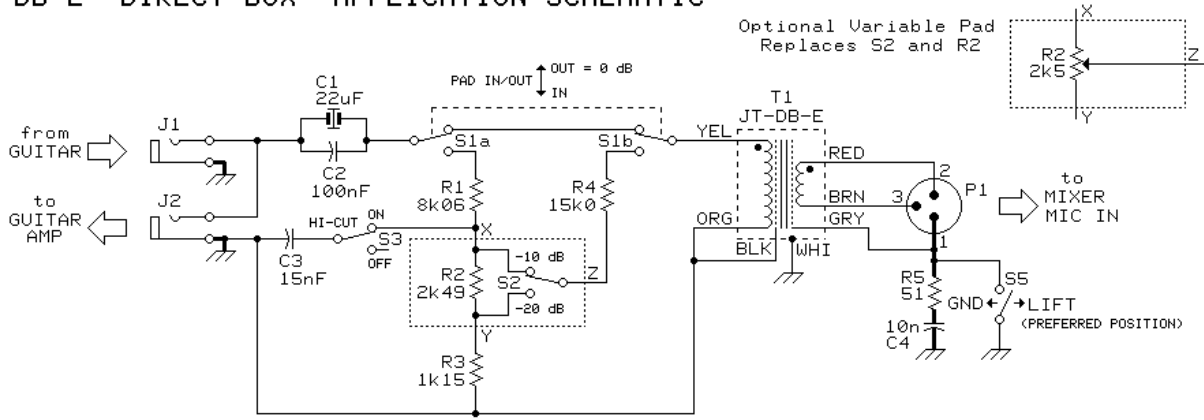 DB-E "DIRECT BOX" APPLICATION SCHEMATIC
Optional Variable Pad
Replaces S2 and R2
X
R2
2k5
Z
Y
PAD IN/OUT
OUT = 0 dB
IN
C1
22uF
T1
JT-DB-E
from
GUITAR
J1
S1a
S1b
YEL
RED
C2
100nF
R1
8k06
R4
15k0
2
P1
to
MIXER
MIC IN
to
GUITAR
AMP
J2
HI-CUT
ON
S3
OFF
X
BRN
3
ORG
GRY
BLK
WHI
1
C3
15nF
-10 dB
R2
2k49
S2
Z
-20 dB
R5
51
S5
GND
LIFT
(PREFERRED POSITION)
10n
C4
Y
R3
1k15